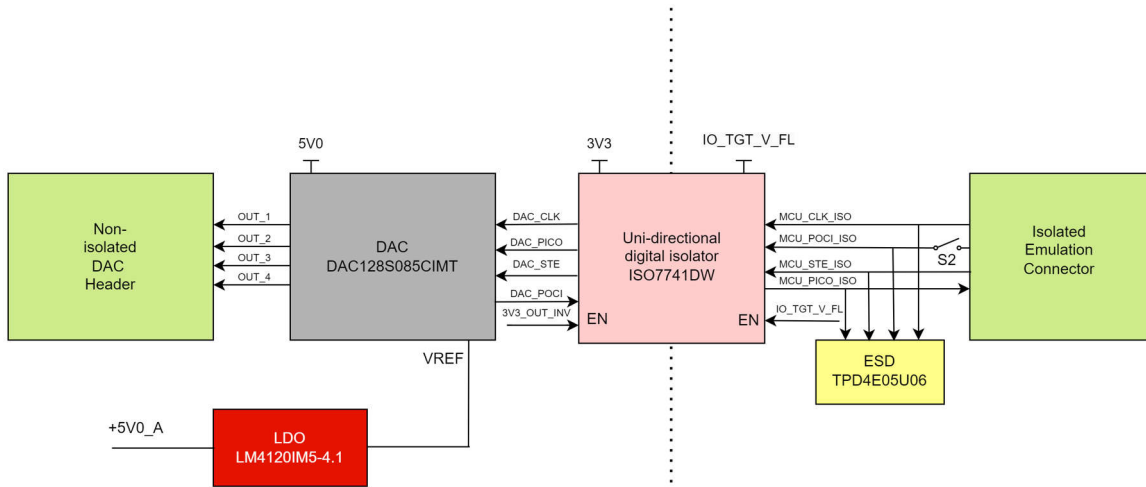 5V0
3V3
IO_TGT_V_FL
Non-
isolated
DAC
Header
OUT_1
OUT_2
OUT_3
OUT_4
DAC
DAC128S085CIMT
DAC_CLK
DAC_PICO
DAC_STE
DAC_POCI
3V3_OUT_INV
Uni-directional
digital isolator
ISO7741DW
EN
EN
MCU_CLK_ISO
MCU_POCI_ISO
S2
MCU_STE_ISO
MCU_PICO_ISO
IO_TGT_V_FL
Isolated
Emulation
Connector
ESD
TPD4E05U06
VREF
+5V0_A
LDO
LM4120IM5-4.1